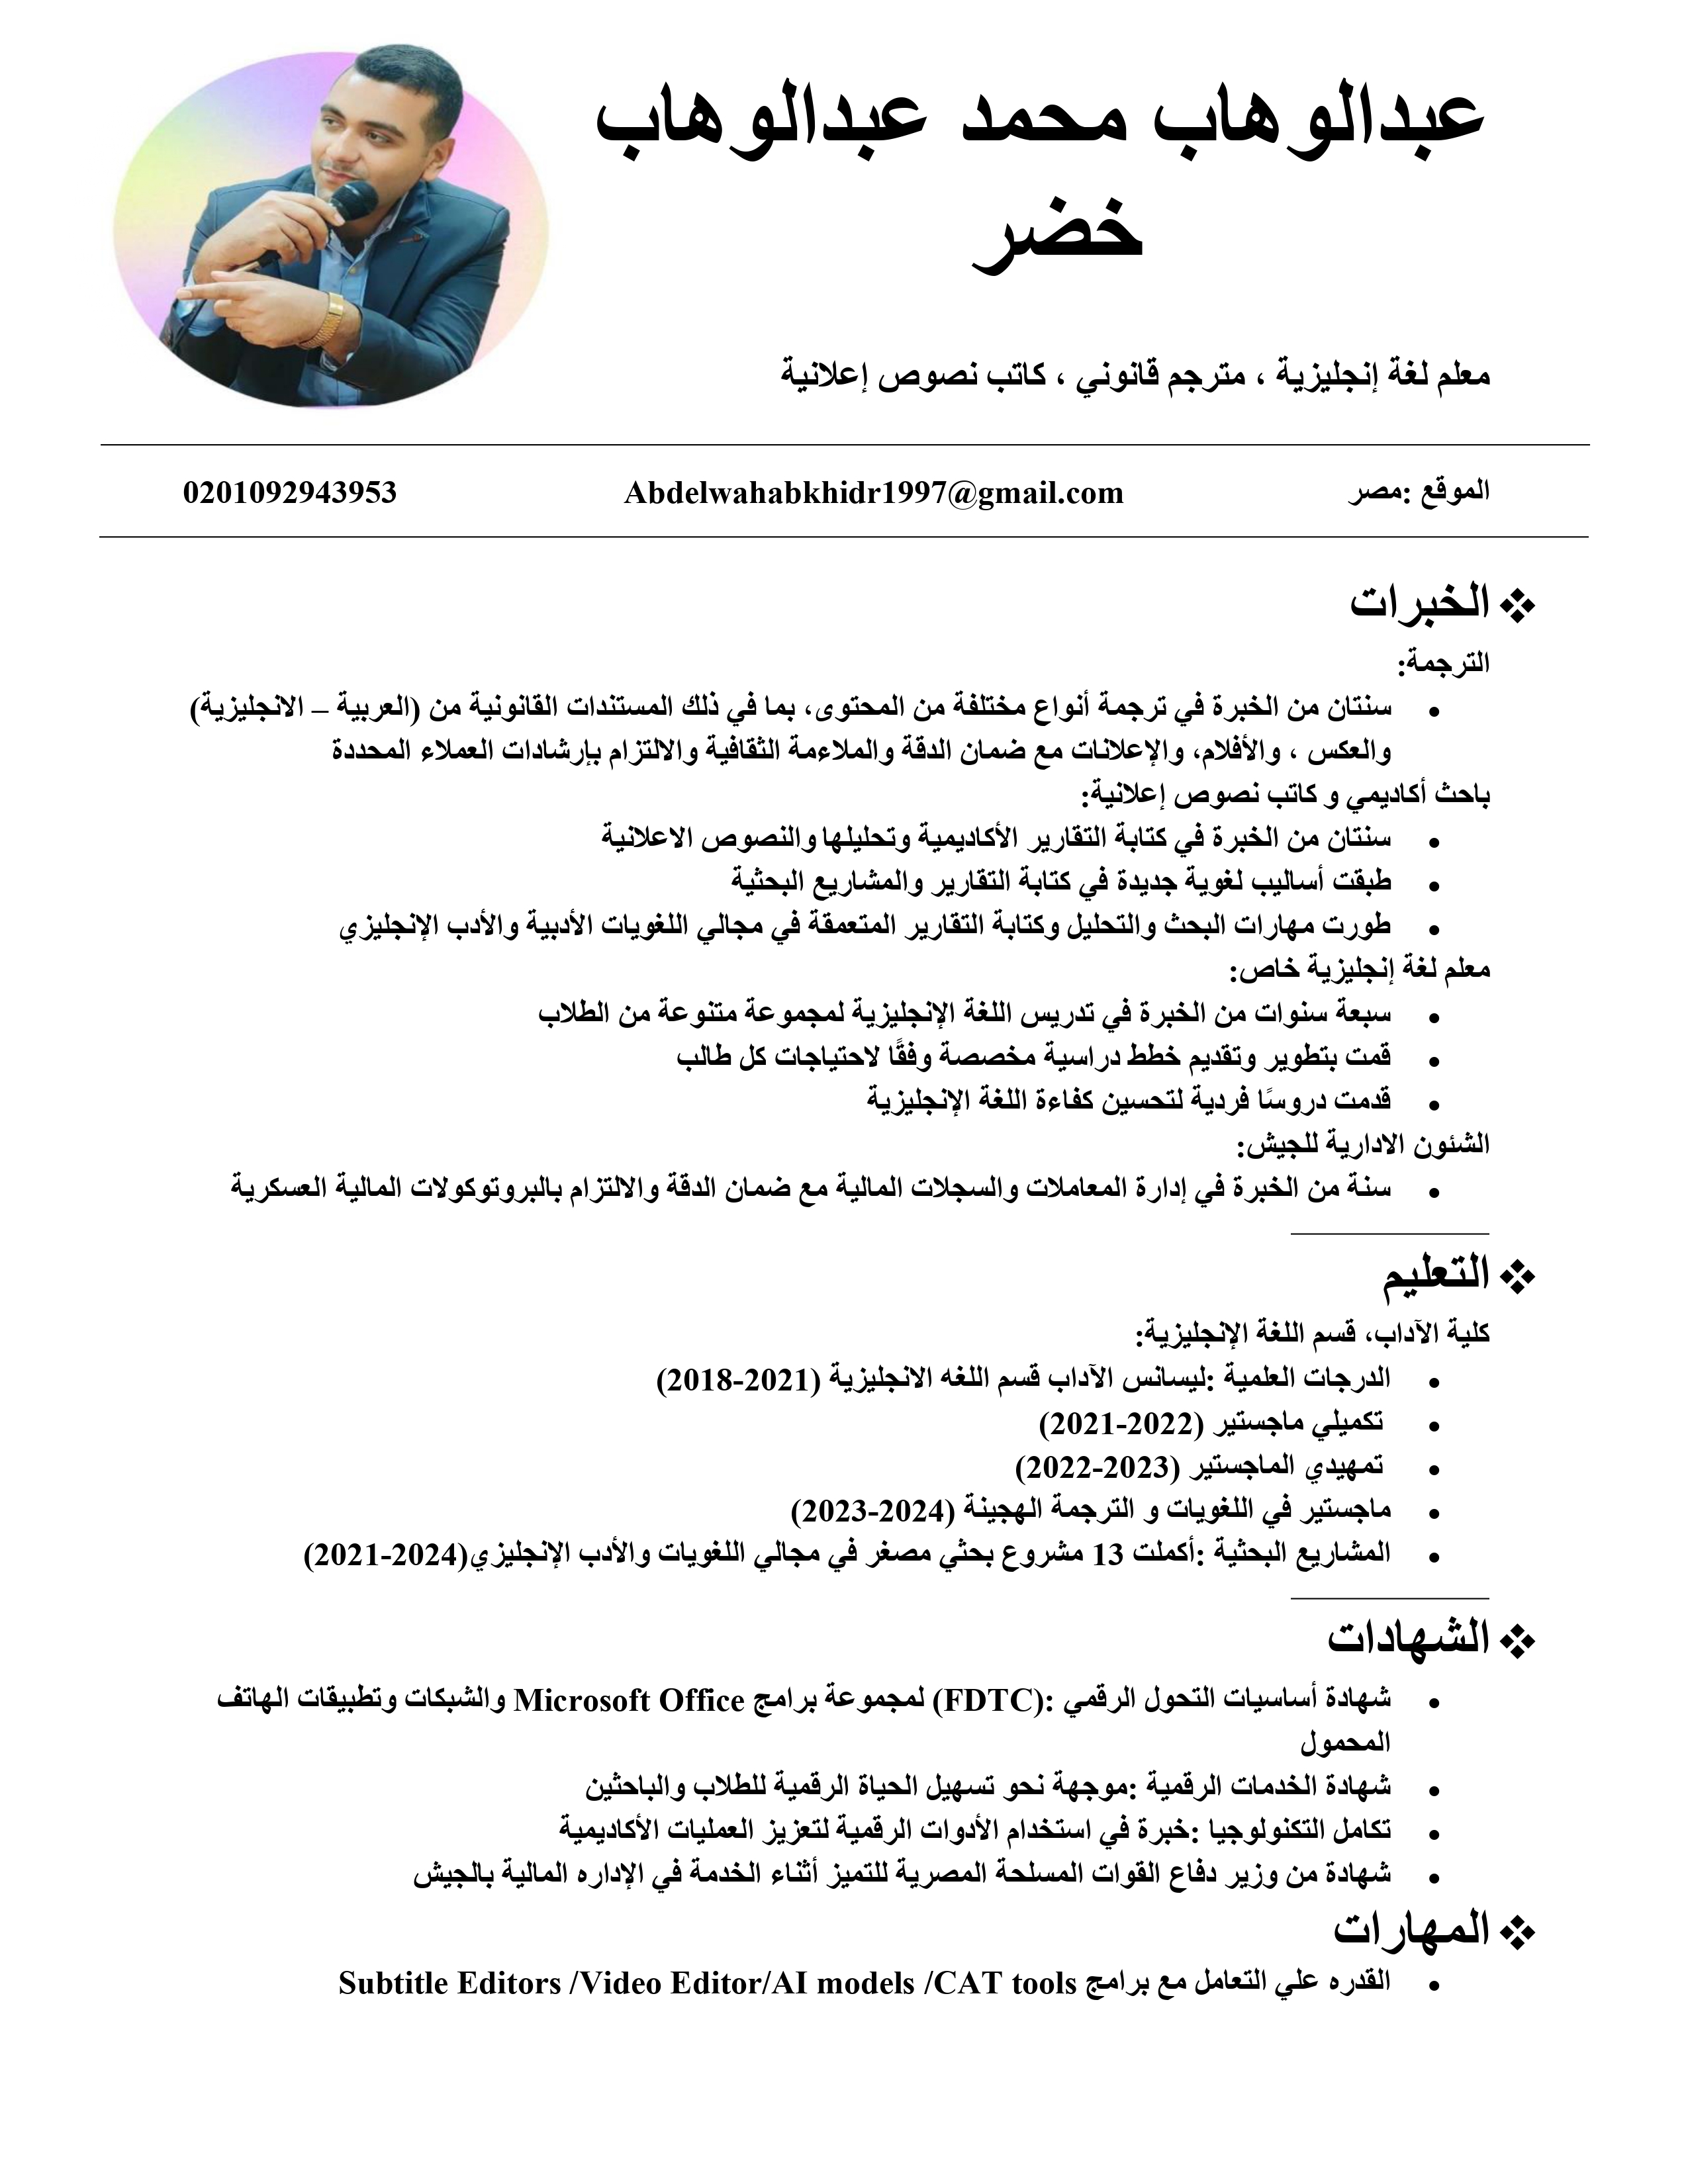 عبدالوهاب محمد عبدالوهاب
خضر
معلم لغة إنجليزية ، مترجم قانوني ، كاتب نصوص إعلانية
الموقع :مصر Abdelwahabkhidr1997@gmail.com 0201092943953
❖ الخبرات
الترجمة:
• سنتان من الخبرة في ترجمة أنواع مختلفة من المحتوى، بما في ذلك المستندات القانونية من (العربية – الانجليزية)
والعكس ، والأفلام، والإعلانات مع ضمان الدقة والملاءمة الثقافية والالتزام بإرشادات العملاء المحددة
باحث أكاديمي و كاتب نصوص إعلانية:
• سنتان من الخبرة في كتابة التقارير الأكاديمية وتحليلها والنصوص الاعلانية
• طبقت أساليب لغوية جديدة في كتابة التقارير والمشاريع البحثية
• طورت مهارات البحث والتحليل وكتابة التقارير المتعمقة في مجالي اللغويات الأدبية والأدب الإنجليزي
معلم لغة إنجليزية خاص:
• سبعة سنوات من الخبرة في تدريس اللغة الإنجليزية لمجموعة متنوعة من الطلاب
• قمت بتطوير وتقديم خطط دراسية مخصصة وفقًا لاحتياجات كل طالب
• قدمت دروسًا فردية لتحسين كفاءة اللغة الإنجليزية
الشئون الادارية للجيش:
• سنة من الخبرة في إدارة المعاملات والسجلات المالية مع ضمان الدقة والالتزام بالبروتوكولات المالية العسكرية
❖ التعليم
كلية الآداب، قسم اللغة الإنجليزية:
• الدرجات العلمية :ليسانس الآداب قسم اللغه الانجليزية (2018-2021)
• تكميلي ماجستير (2021-2022)
• تمهيدي الماجستير (2022-2023)
• ماجستير في اللغويات و الترجمة الهجينة (2023-2024)
• المشاريع البحثية :أكملت 13 مشروع بحثي مصغر في مجالي اللغويات والأدب الإنجليزي(2021-2024)
❖ الشهادات
• شهادة أساسيات التحول الرقمي :(FDTC) لمجموعة برامج Microsoft Office والشبكات وتطبيقات الهاتف
المحمول
• شهادة الخدمات الرقمية :موجهة نحو تسهيل الحياة الرقمية للطلاب والباحثين
• تكامل التكنولوجيا :خبرة في استخدام الأدوات الرقمية لتعزيز العمليات الأكاديمية
• شهادة من وزير دفاع القوات المسلحة المصرية للتميز أثناء الخدمة في الإداره المالية بالجيش
❖ المهارات
• القدره علي التعامل مع برامج Subtitle Editors /Video Editor/AI models /CAT tools